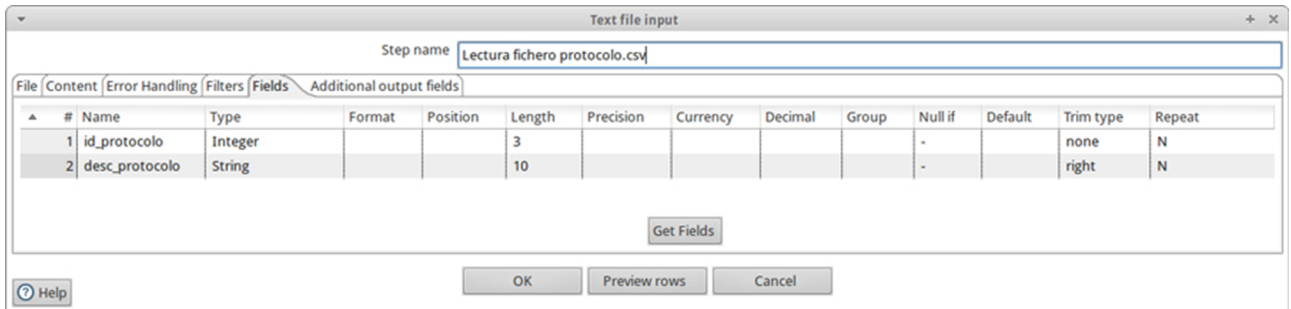 Text file input
Step name Lectura fichero protocolo.csv
File Content Error Handling Filters Fields Additional output fields
# Name Type Format Position Length Precision Currency Decimal Group Null if Default Trim type Repeat
1 id_protocolo Integer 3 - none N
2 desc_protocolo String 10 - right N
Get Fields
OK Preview rows Cancel
Help